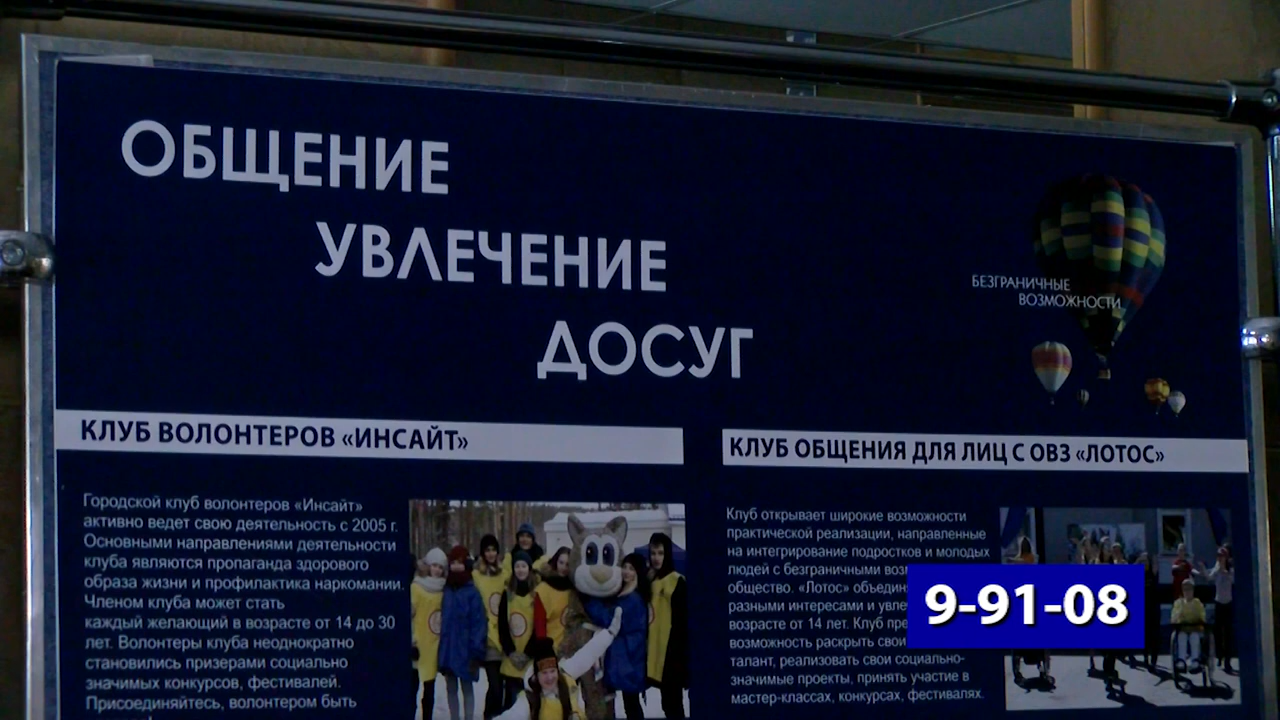 ОБЩЕНИЕ
УВЛЕЧЕНИЕ
ДОСУГ
БЕЗГРАНИЧНЫЕ
ВОЗМОЖНОСТИ
КЛУБ ВОЛОНТЕРОВ «ИНСАЙТ»
Городской клуб волонтеров «Инсайт»
активно ведет свою деятельность с 2005 г.
Основными направлениями деятельности
клуба являются пропаганда здорового
образа жизни и профилактика наркомании.
Членом клуба может стать
каждый желающий в возрасте от 14 до 30
лет. Волонтеры клуба неоднократно
становились призерами социально
значимых конкурсов, фестивалей.
Присоединяйтесь, волонтером быть
КЛУБ ОБЩЕНИЯ ДЛЯ ЛИЦ С ОВЗ «ЛОТОС»
Клуб открывает широкие возможности
практической реализации, направленные
на интегрирование подростков и молодых
людей с безграничными
общество. «Лотос»
разными интересами и
возрасте от 14 лет. Клуб
возможность раскрыть
талант, реализовать свои социально-
значимые проекты, принять участие в
мастер-классах, конкурсах, фестивалях.
9-91-08